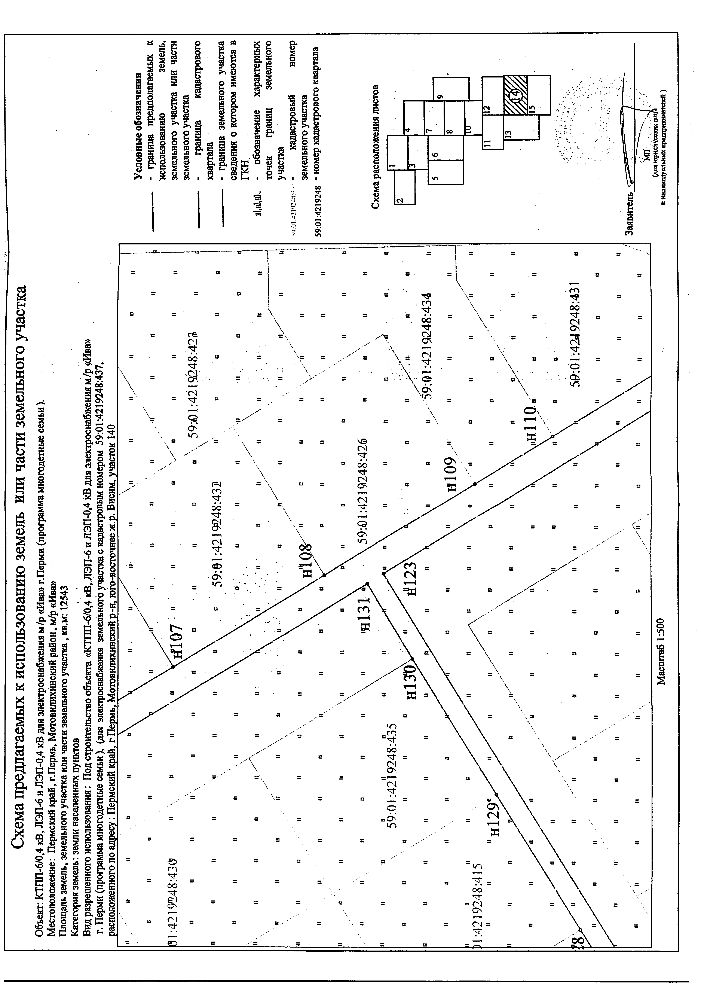 Схема предлагаемых к использованию земель или части земельного участка
Объект: КТПП-6/0,4 кВ, ЛЭП-6 и ЛЭП-0,4 кВ для электроснабжения м/р «Ива» г.Перми (программа многодетные семьи).
Местоположение: Пермский край, г.Пермь, Мотовилихинский район, м/р «Ива»
Площадь земель, земельного участка или части земельного участка, кв.м: 12543
Категория земель: земли населенных пунктов
Вид разрешенного использования: Под строительство объекта «КТПП-6/0,4 кВ, ЛЭП-6 и ЛЭП-0,4 кВ для электроснабжения м/р «Ива»
г. Перми (программа многодетные семьи), (для электроснабжения земельного участка с кадастровым номером 59:01:4219248:437,
расположенного по адресу: Пермский край, г Пермь, Мотовилихинский р-н, юго-восточнее ж.р. Висим, участок 140
01:4219248:430
н107
59:01:4219248:432
59:01:4219248:423
н108
н131
59:01:4219248:426
59:01:4219248:435
н130
н123
59:01:4219248:434
н109
01:4219248:415
н129
н110
59:01:4219248:431
28
Масштаб 1:500
Условные обозначения
- граница предполагаемых к
использованию земель,
земельного участка или части
земельного участка
- граница кадастрового
квартала
- граница земельного участка
сведения о котором имеются в
ГКН
н1, н2, н3... - обозначение характерных
точек границ земельного
участка
- кадастровый номер
земельного участка
59:01:4219248 - номер кадастрового квартала
Схема расположения листов
1
2
3
4
5
6
7
8
9
10
11
12
13
14
15
Заявитель
МП
(для юридических лиц
и индивидуальных предпринимателей)